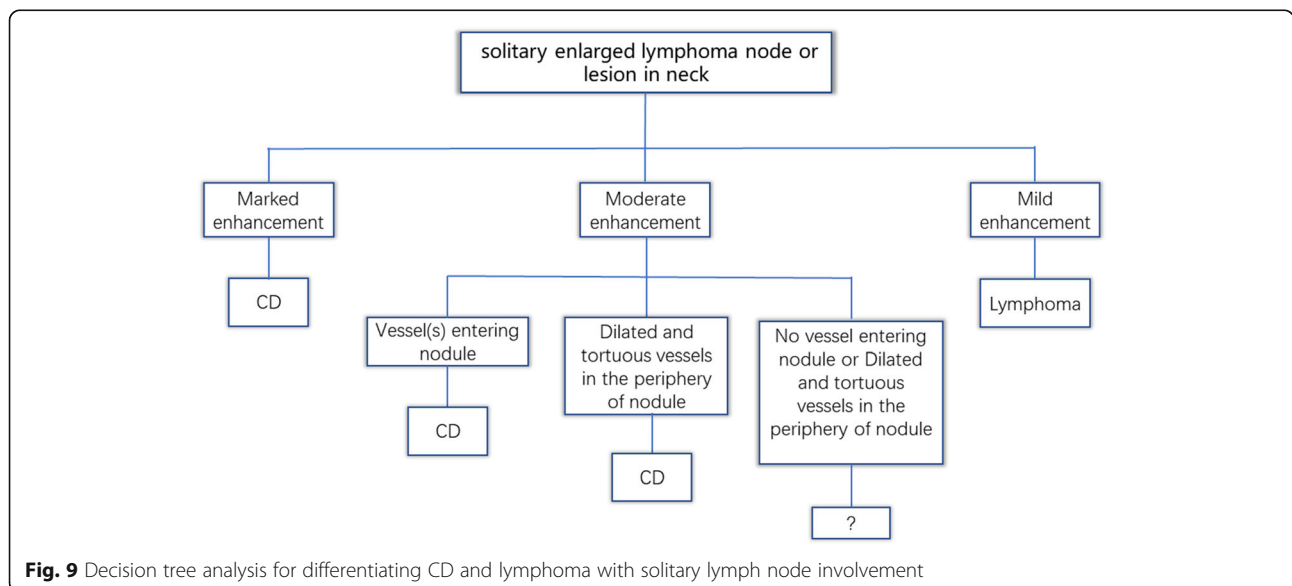 solitary enlarged lymphoma node or
lesion in neck
Marked
enhancement
Moderate
enhancement
Mild
enhancement
CD
Vessel(s) entering
nodule
Dilated and
tortuous vessels
in the periphery
of nodule
No vessel entering
nodule or Dilated
and tortuous
vessels in the
periphery of nodule
Lymphoma
CD
CD
?
Fig. 9 Decision tree analysis for differentiating CD and lymphoma with solitary lymph node involvement